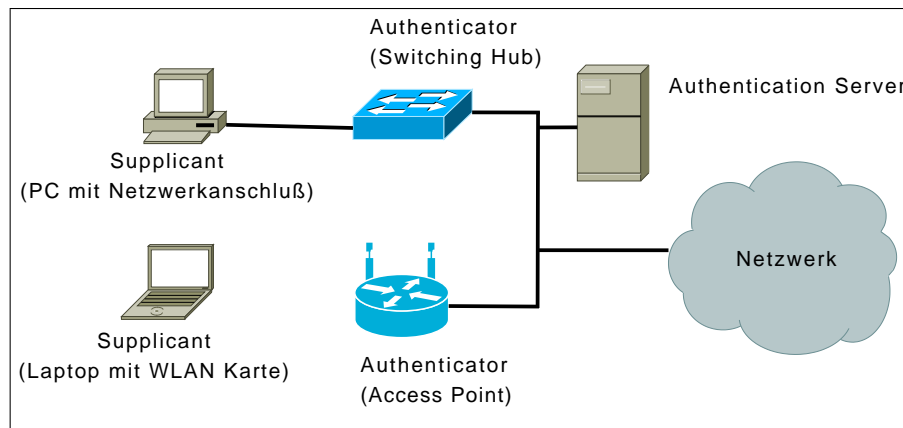 Authenticator
(Switching Hub)
Authentication Server
Supplicant
(PC mit Netzwerkanschluß)
Netzwerk
Supplicant
(Laptop mit WLAN Karte)
Authenticator
(Access Point)